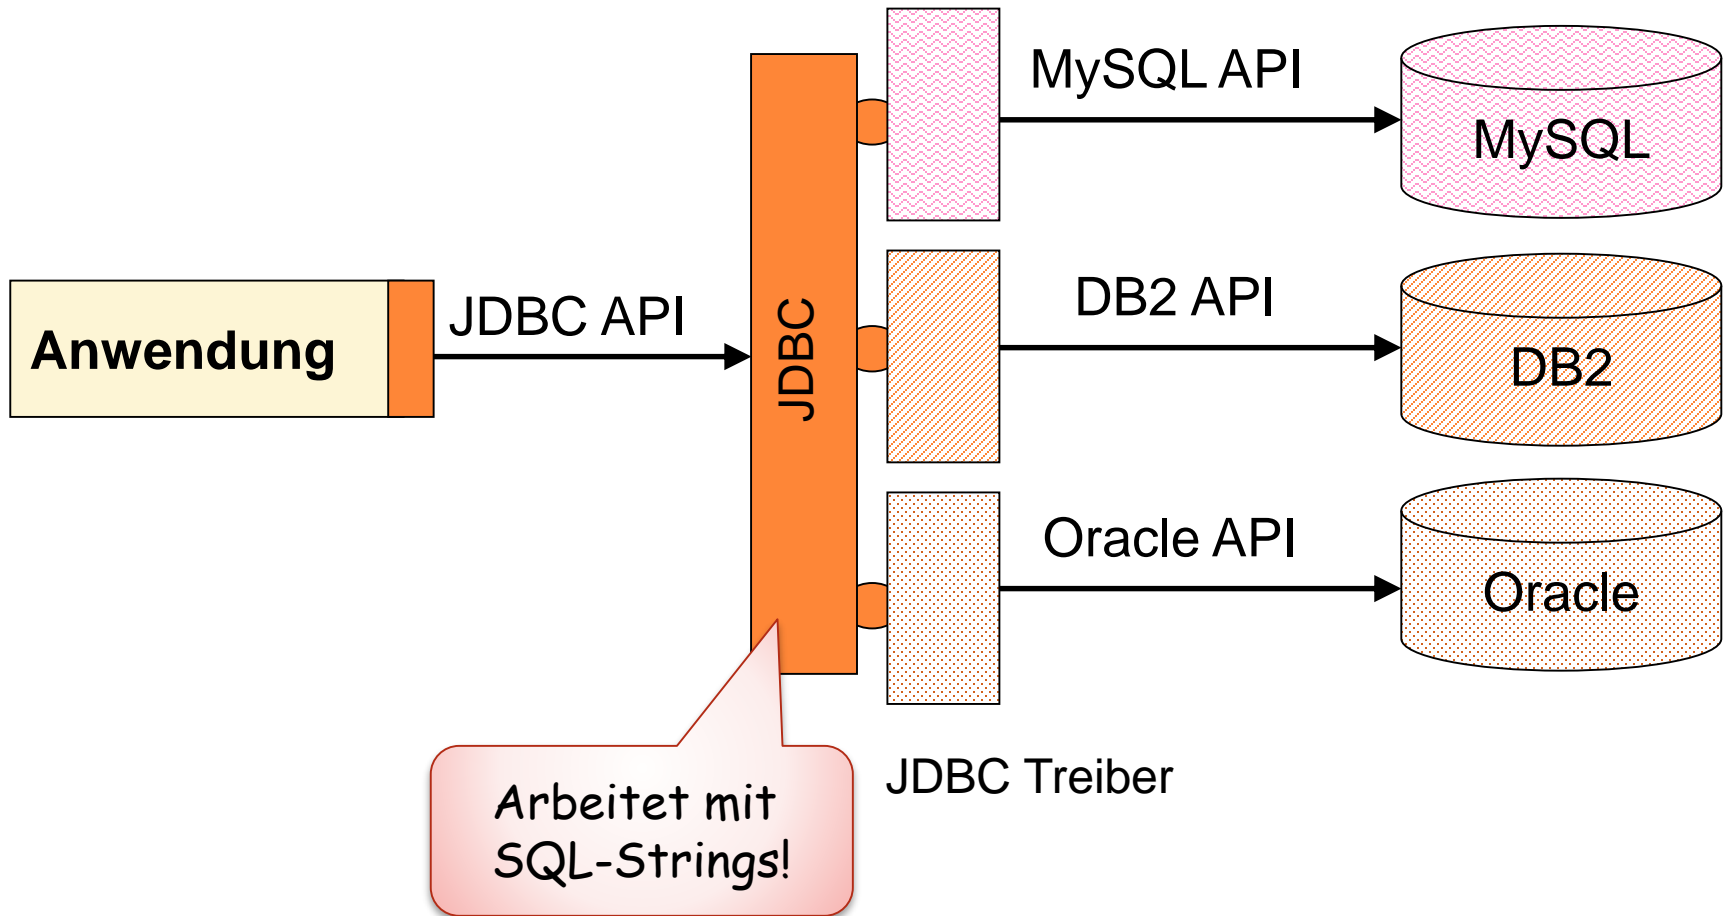 MySQL API
MySQL
DB2 API
DB2
Anwendung
JDBC API
JDBC
Oracle API
Oracle
JDBC Treiber
Arbeitet mit
SQL-Strings!